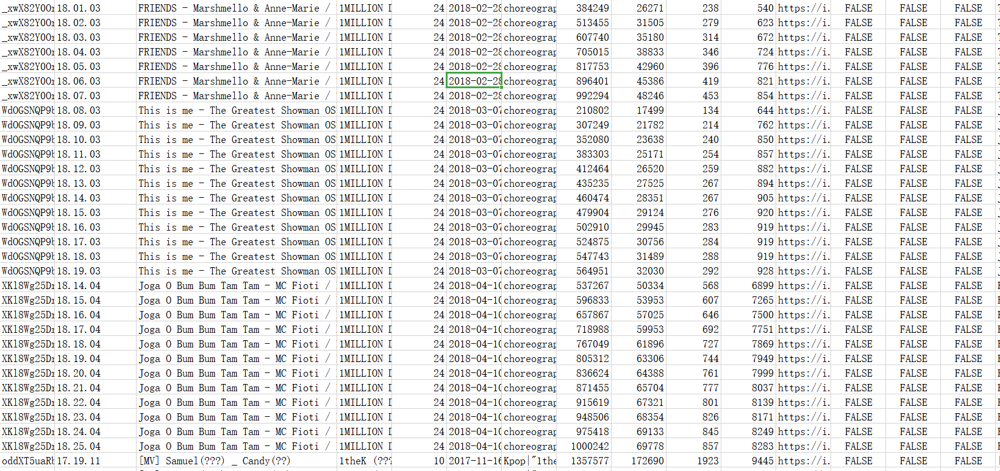 _xwX82Y0Or 18.01.03 FRIENDS - Marshmello & Anne-Marie / 1MILLION D 24 2018-02-28 choreograp 384249 26271 238 540 https://i. FALSE FALSE FALSE
_xwX82Y0Or 18.02.03 FRIENDS - Marshmello & Anne-Marie / 1MILLION D 24 2018-02-28 choreograp 513455 31505 279 623 https://i. FALSE FALSE FALSE
_xwX82Y0Or 18.03.03 FRIENDS - Marshmello & Anne-Marie / 1MILLION D 24 2018-02-28 choreograp 607740 35180 314 672 https://i. FALSE FALSE FALSE
_xwX82Y0Or 18.04.03 FRIENDS - Marshmello & Anne-Marie / 1MILLION D 24 2018-02-28 choreograp 705015 38833 346 724 https://i. FALSE FALSE FALSE
_xwX82Y0Or 18.05.03 FRIENDS - Marshmello & Anne-Marie / 1MILLION D 24 2018-02-28 choreograp 817753 42960 396 776 https://i. FALSE FALSE FALSE
_xwX82Y0Or 18.06.03 FRIENDS - Marshmello & Anne-Marie / 1MILLION D 24 2018-02-28 choreograp 896401 45386 419 821 https://i. FALSE FALSE FALSE
_xwX82Y0Or 18.07.03 FRIENDS - Marshmello & Anne-Marie / 1MILLION D 24 2018-02-28 choreograp 992294 48246 453 854 https://i. FALSE FALSE FALSE
WdOGSNQP9b 18.08.03 This is me - The Greatest Showman OS 1MILLION D 24 2018-03-07 choreograp 210802 17499 134 644 https://i. FALSE FALSE FALSE
WdOGSNQP9b 18.09.03 This is me - The Greatest Showman OS 1MILLION D 24 2018-03-07 choreograp 307249 21782 214 762 https://i. FALSE FALSE FALSE
WdOGSNQP9b 18.10.03 This is me - The Greatest Showman OS 1MILLION D 24 2018-03-07 choreograp 352080 23638 240 850 https://i. FALSE FALSE FALSE
WdOGSNQP9b 18.11.03 This is me - The Greatest Showman OS 1MILLION D 24 2018-03-07 choreograp 383303 25171 254 857 https://i. FALSE FALSE FALSE
WdOGSNQP9b 18.12.03 This is me - The Greatest Showman OS 1MILLION D 24 2018-03-07 choreograp 412464 26520 259 882 https://i. FALSE FALSE FALSE
WdOGSNQP9b 18.13.03 This is me - The Greatest Showman OS 1MILLION D 24 2018-03-07 choreograp 435235 27525 267 894 https://i. FALSE FALSE FALSE
WdOGSNQP9b 18.14.03 This is me - The Greatest Showman OS 1MILLION D 24 2018-03-07 choreograp 460474 28351 267 905 https://i. FALSE FALSE FALSE
WdOGSNQP9b 18.15.03 This is me - The Greatest Showman OS 1MILLION D 24 2018-03-07 choreograp 479904 29124 276 920 https://i. FALSE FALSE FALSE
WdOGSNQP9b 18.16.03 This is me - The Greatest Showman OS 1MILLION D 24 2018-03-07 choreograp 502910 29945 283 919 https://i. FALSE FALSE FALSE
WdOGSNQP9b 18.17.03 This is me - The Greatest Showman OS 1MILLION D 24 2018-03-07 choreograp 524875 30756 284 919 https://i. FALSE FALSE FALSE
WdOGSNQP9b 18.18.03 This is me - The Greatest Showman OS 1MILLION D 24 2018-03-07 choreograp 547743 31489 288 919 https://i. FALSE FALSE FALSE
WdOGSNQP9b 18.19.03 This is me - The Greatest Showman OS 1MILLION D 24 2018-03-07 choreograp 564951 32030 292 928 https://i. FALSE FALSE FALSE
XKl8Wg25Dr 18.14.04 Joga O Bum Bum Tam Tam - MC Fioti / 1MILLION D 24 2018-04-10 choreograp 537267 50334 568 6899 https://i. FALSE FALSE FALSE
XKl8Wg25Dr 18.15.04 Joga O Bum Bum Tam Tam - MC Fioti / 1MILLION D 24 2018-04-10 choreograp 596833 53953 607 7265 https://i. FALSE FALSE FALSE
XKl8Wg25Dr 18.16.04 Joga O Bum Bum Tam Tam - MC Fioti / 1MILLION D 24 2018-04-10 choreograp 657867 57025 646 7500 https://i. FALSE FALSE FALSE
XKl8Wg25Dr 18.17.04 Joga O Bum Bum Tam Tam - MC Fioti / 1MILLION D 24 2018-04-10 choreograp 718988 59953 692 7751 https://i. FALSE FALSE FALSE
XKl8Wg25Dr 18.18.04 Joga O Bum Bum Tam Tam - MC Fioti / 1MILLION D 24 2018-04-10 choreograp 767049 61896 727 7869 https://i. FALSE FALSE FALSE
XKl8Wg25Dr 18.19.04 Joga O Bum Bum Tam Tam - MC Fioti / 1MILLION D 24 2018-04-10 choreograp 805312 63306 744 7949 https://i. FALSE FALSE FALSE
XKl8Wg25Dr 18.20.04 Joga O Bum Bum Tam Tam - MC Fioti / 1MILLION D 24 2018-04-10 choreograp 836624 64388 761 7999 https://i. FALSE FALSE FALSE
XKl8Wg25Dr 18.21.04 Joga O Bum Bum Tam Tam - MC Fioti / 1MILLION D 24 2018-04-10 choreograp 871455 65704 777 8037 https://i. FALSE FALSE FALSE
XKl8Wg25Dr 18.22.04 Joga O Bum Bum Tam Tam - MC Fioti / 1MILLION D 24 2018-04-10 choreograp 915619 67321 801 8139 https://i. FALSE FALSE FALSE
XKl8Wg25Dr 18.23.04 Joga O Bum Bum Tam Tam - MC Fioti / 1MILLION D 24 2018-04-10 choreograp 948506 68354 826 8171 https://i. FALSE FALSE FALSE
XKl8Wg25Dr 18.24.04 Joga O Bum Bum Tam Tam - MC Fioti / 1MILLION D 24 2018-04-10 choreograp 975418 69133 845 8249 https://i. FALSE FALSE FALSE
XKl8Wg25Dr 18.25.04 Joga O Bum Bum Tam Tam - MC Fioti / 1MILLION D 24 2018-04-10 choreograp 1000242 69778 857 8283 https://i. FALSE FALSE FALSE
oddXT5uaRb 17.19.11 [MV] Samuel(???) _ Candy(??) 1theK (??? 10 2017-11-16 Kpop|"1the 1357577 172690 1923 9445 https://i. FALSE FALSE FALSE